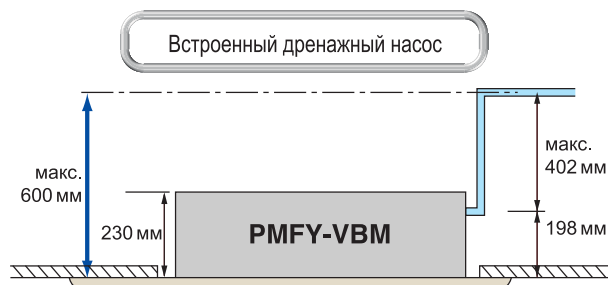 Встроенный дренажный насос
макс.
600 мм
230 мм
PMFY-VBM
макс.
402 мм
198 мм